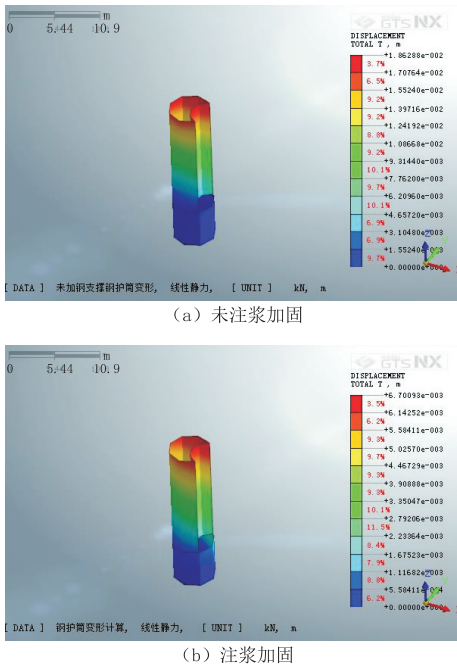 m
0 5.44 10.9
GTS NX
DISPLACEMENT
TOTAL T , m
+1.86288e-002
3.7%
+1.70764e-002
6.5%
+1.55240e-002
9.2%
+1.39716e-002
9.2%
+1.24192e-002
8.8%
+1.08668e-002
9.2%
+9.31440e-003
10.1%
+7.76200e-003
9.7%
+6.20960e-003
10.1%
+4.65720e-003
6.9%
+3.10480e-003
6.9%
+1.55240e-003
9.7%
+0.00000e+000
[ DATA ] 未加钢支撑钢护筒变形, 线性静力, [ UNIT ] kN, m
(a)未注浆加固
m
0 5.44 10.9
GTS NX
DISPLACEMENT
TOTAL T , m
+6.70093e-003
3.5%
+6.14252e-003
6.2%
+5.58411e-003
9.3%
+5.02570e-003
9.7%
+4.46729e-003
9.3%
+3.90888e-003
9.3%
+3.35047e-003
10.1%
+2.79206e-003
11.5%
+2.23364e-003
8.4%
+1.67523e-003
7.9%
+1.11682e-003
8.8%
+5.58411e-004
6.2%
+0.00000e+000
[ DATA ] 钢护筒变形计算, 线性静力, [ UNIT ] kN, m
(b)注浆加固